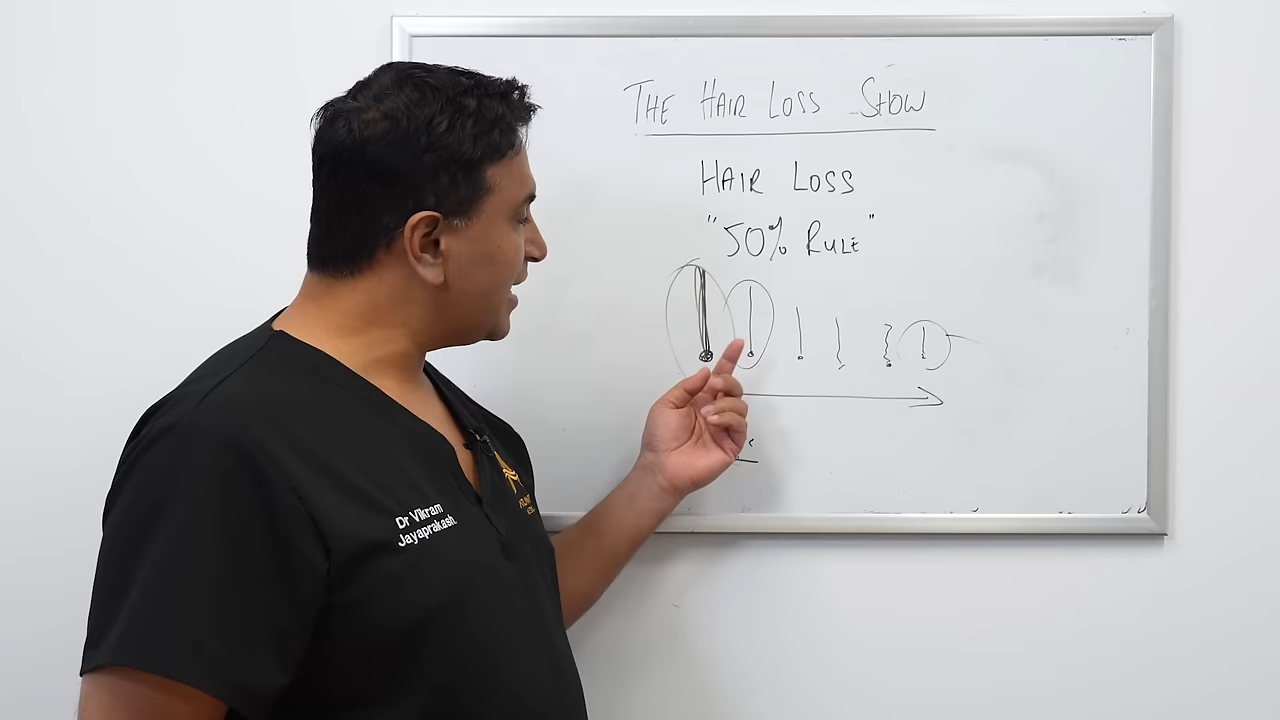 THE HAIR LOSS SHOW
HAIR LOSS
"50% RULE"
Dr Vikram
Jayaprakash.